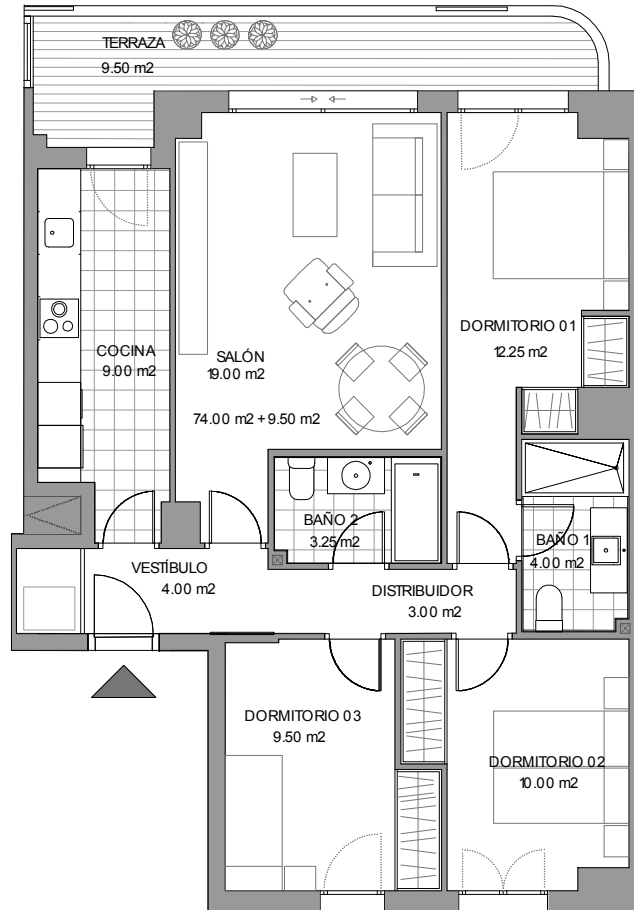 TERRAZA
9.50 m2
COCINA
9.00 m2
SALÓN
19.00 m2
74.00 m2 + 9.50 m2
DORMITORIO 01
12.25 m2
BAÑO 2
3.25 m2
BAÑO 1
4.00 m2
VESTÍBULO
4.00 m2
DISTRIBUIDOR
3.00 m2
DORMITORIO 03
9.50 m2
DORMITORIO 02
10.00 m2